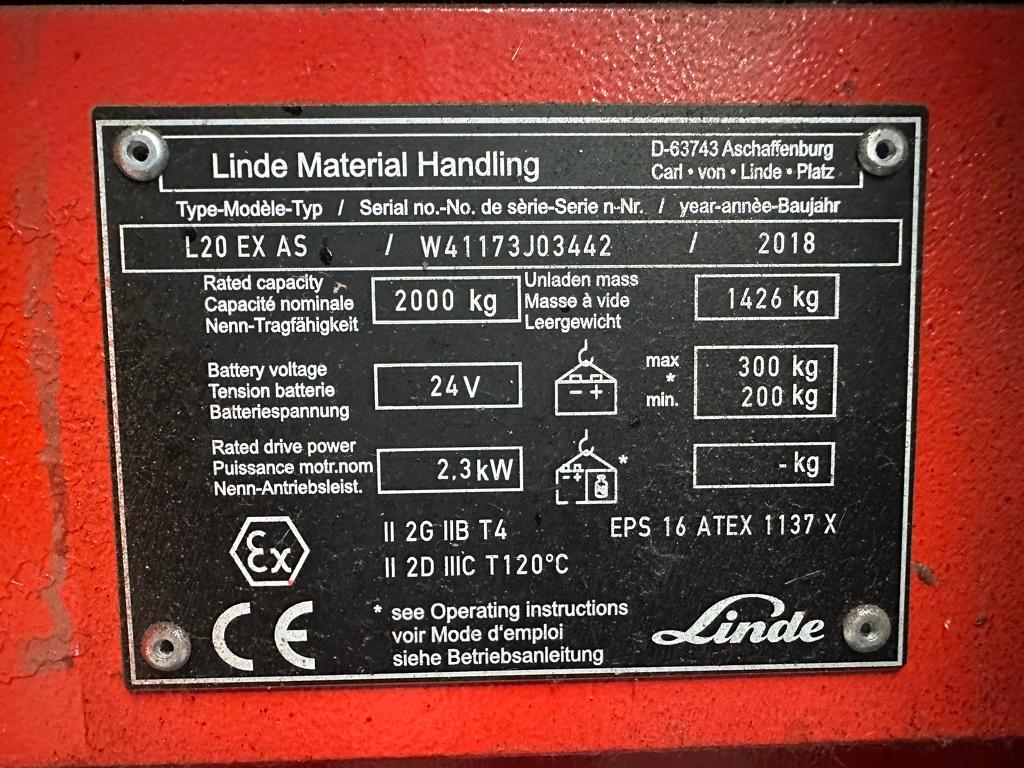 Linde Material Handling
D-63743 Aschaffenburg
Carl • von • Linde • Platz
Type-Modèle-Typ / Serial no.-No. de sèrie-Serie n-Nr. / year-annèe-Baujahr
L20 EX AS / W41173J03442 / 2018
Rated capacity
Capacité nominale
Nenn-Tragfähigkeit
2000 kg
Unladen mass
Masse à vide
Leergewicht
1426 kg
Battery voltage
Tension batterie
Batteriespannung
24V
max
*
min.
300 kg
200 kg
Rated drive power
Puissance motr.nom
Nenn-Antriebsleist.
2,3kW
*
- kg
Ex
II 2G IIB T4
EPS 16 ATEX 1137 X
II 2D IIIC T120°C
CE
* see Operating instructions
voir Mode d'emploi
siehe Betriebsanleitung
Linde